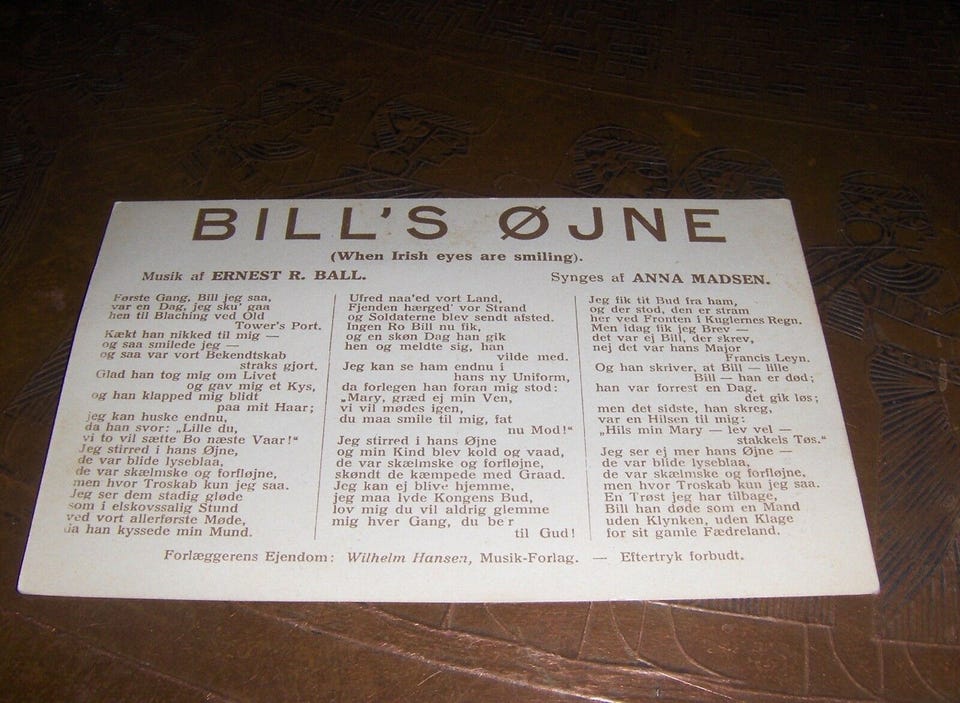 BILL'S ØJNE
(When Irish eyes are smiling).
Musik af ERNEST R. BALL.
Synges af ANNA MADSEN.
Første Gang, Bill jeg saa,
var en Dag, jeg sku' gaa
hen til Blaching ved Old
Tower's Port.
Kækt han nikked til mig —
og saa smilede jeg —
og saa var vort Bekendtskab
straks gjort.
Glad han tog mig om Livet
og gav mig et Kys,
og han klapped mig blidt
paa mit Haar;
jeg kan huske endnu,
da han svor: „Lille du,
vi to vil sætte Bo næste Vaar!"
Jeg stirred i hans Øjne,
de var blide lyseblaa,
de var skælmske og forfløjne,
men hvor Troskab kun jeg saa.
Jeg ser dem stadig gløde
som i elskovssalig Stund
ved vort allerførste Møde,
da han kyssede min Mund.
Ufred naa'ed vort Land,
Fjenden hærged' vor Strand
og Soldaterne blev sendt afsted.
Ingen Ro Bill nu fik,
og en skøn Dag han gik
hen og meldte sig, han
vilde med.
Jeg kan se ham endnu i
hans ny Uniform,
da forlegen han foran mig stod:
„Mary, græd ej min Ven,
vi vil mødes igen,
du maa smile til mig, fat
nu Mod!"
Jeg stirred i hans Øjne
og min Kind blev kold og vaad,
de var skælmske og forfløjne,
skøndt de kæmpede med Graad.
Jeg kan ej blive hjemme,
jeg maa lyde Kongens Bud,
lov mig du vil aldrig glemme
mig hver Gang, du ber
til Gud!
Jeg fik tit Bud fra ham,
og der stod, den er stram
her ved Fronten i Kuglernes Regn.
Men idag fik jeg Brev —
det var ej Bill, der skrev,
nej det var hans Major
Francis Leyn.
Og han skriver, at Bill — lille
Bill — han er død;
han var forrest en Dag.
det gik løs;
men det sidste, han skreg,
var en Hilsen til mig:
„Hils min Mary — lev vel —
stakkels Tøs."
Jeg ser ej mer hans Øjne —
de var blide lyseblaa,
de var skælmske og forfløjne,
men hvor Troskab kun jeg saa.
En Trøst jeg har tilbage,
Bill han døde som en Mand
uden Klynken, uden Klage
for sit gamle Fædreland.
Forlæggerens Ejendom: Wilhelm Hansen, Musik-Forlag. — Eftertryk forbudt.